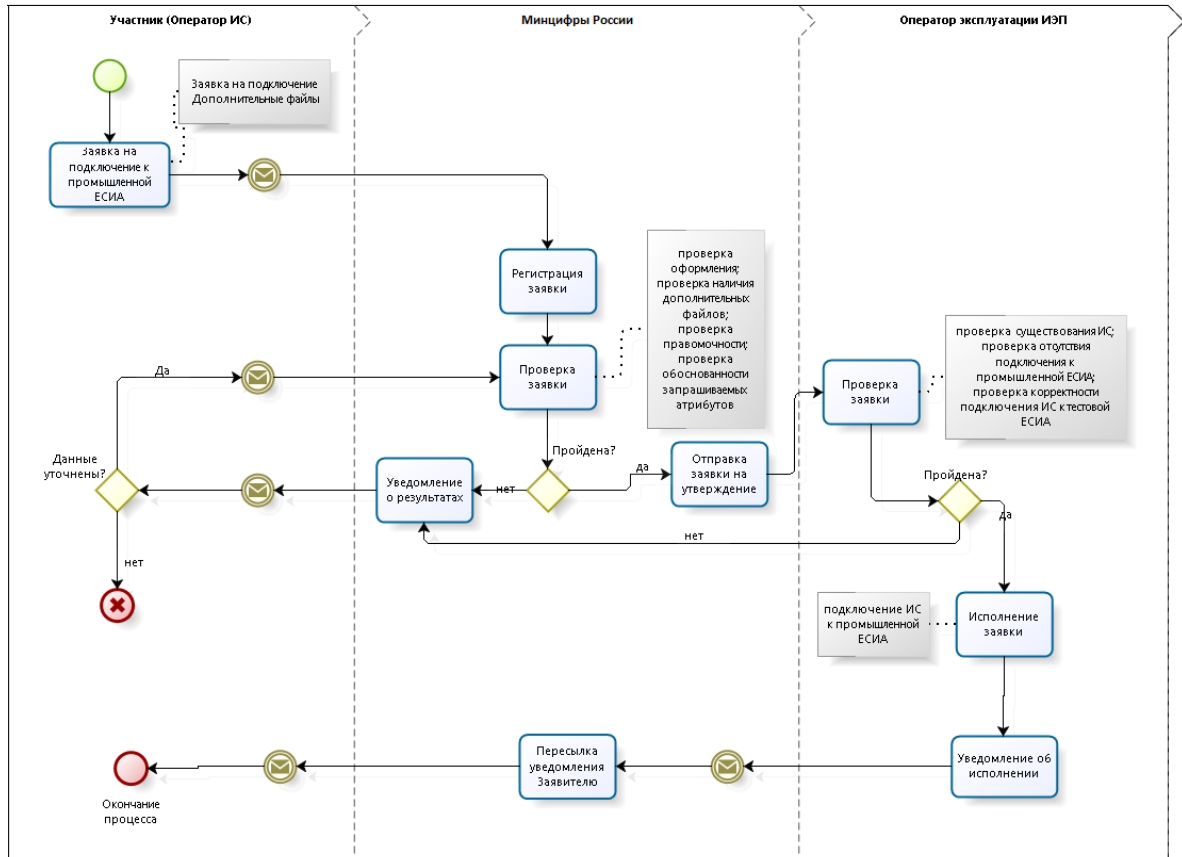 Участник (Оператор ИС)
Минцифры России
Оператор эксплуатации ИЭП
Заявка на подключение
Дополнительные файлы
Заявка на
подключение к
промышленной
ЕСИА
Регистрация
заявки
проверка
оформления;
проверка наличия
дополнительных
файлов;
проверка
правомочности;
проверка
обоснованности
запрашиваемых
атрибутов
проверка существования ИС;
проверка отсутствия
подключения к
промышленной ЕСИА;
проверка корректности
подключения ИС к тестовой
ЕСИА
Да
Проверка
заявки
Проверка
заявки
Данные
уточнены?
Уведомление
о результатах
нет
Пройдена?
да
Отправка
заявки на
утверждение
Пройдена?
да
нет
нет
подключение ИС
к промышленной
ЕСИА
Исполнение
заявки
Окончание
процесса
Пересылка
уведомления
Заявителю
Уведомление об
исполнении